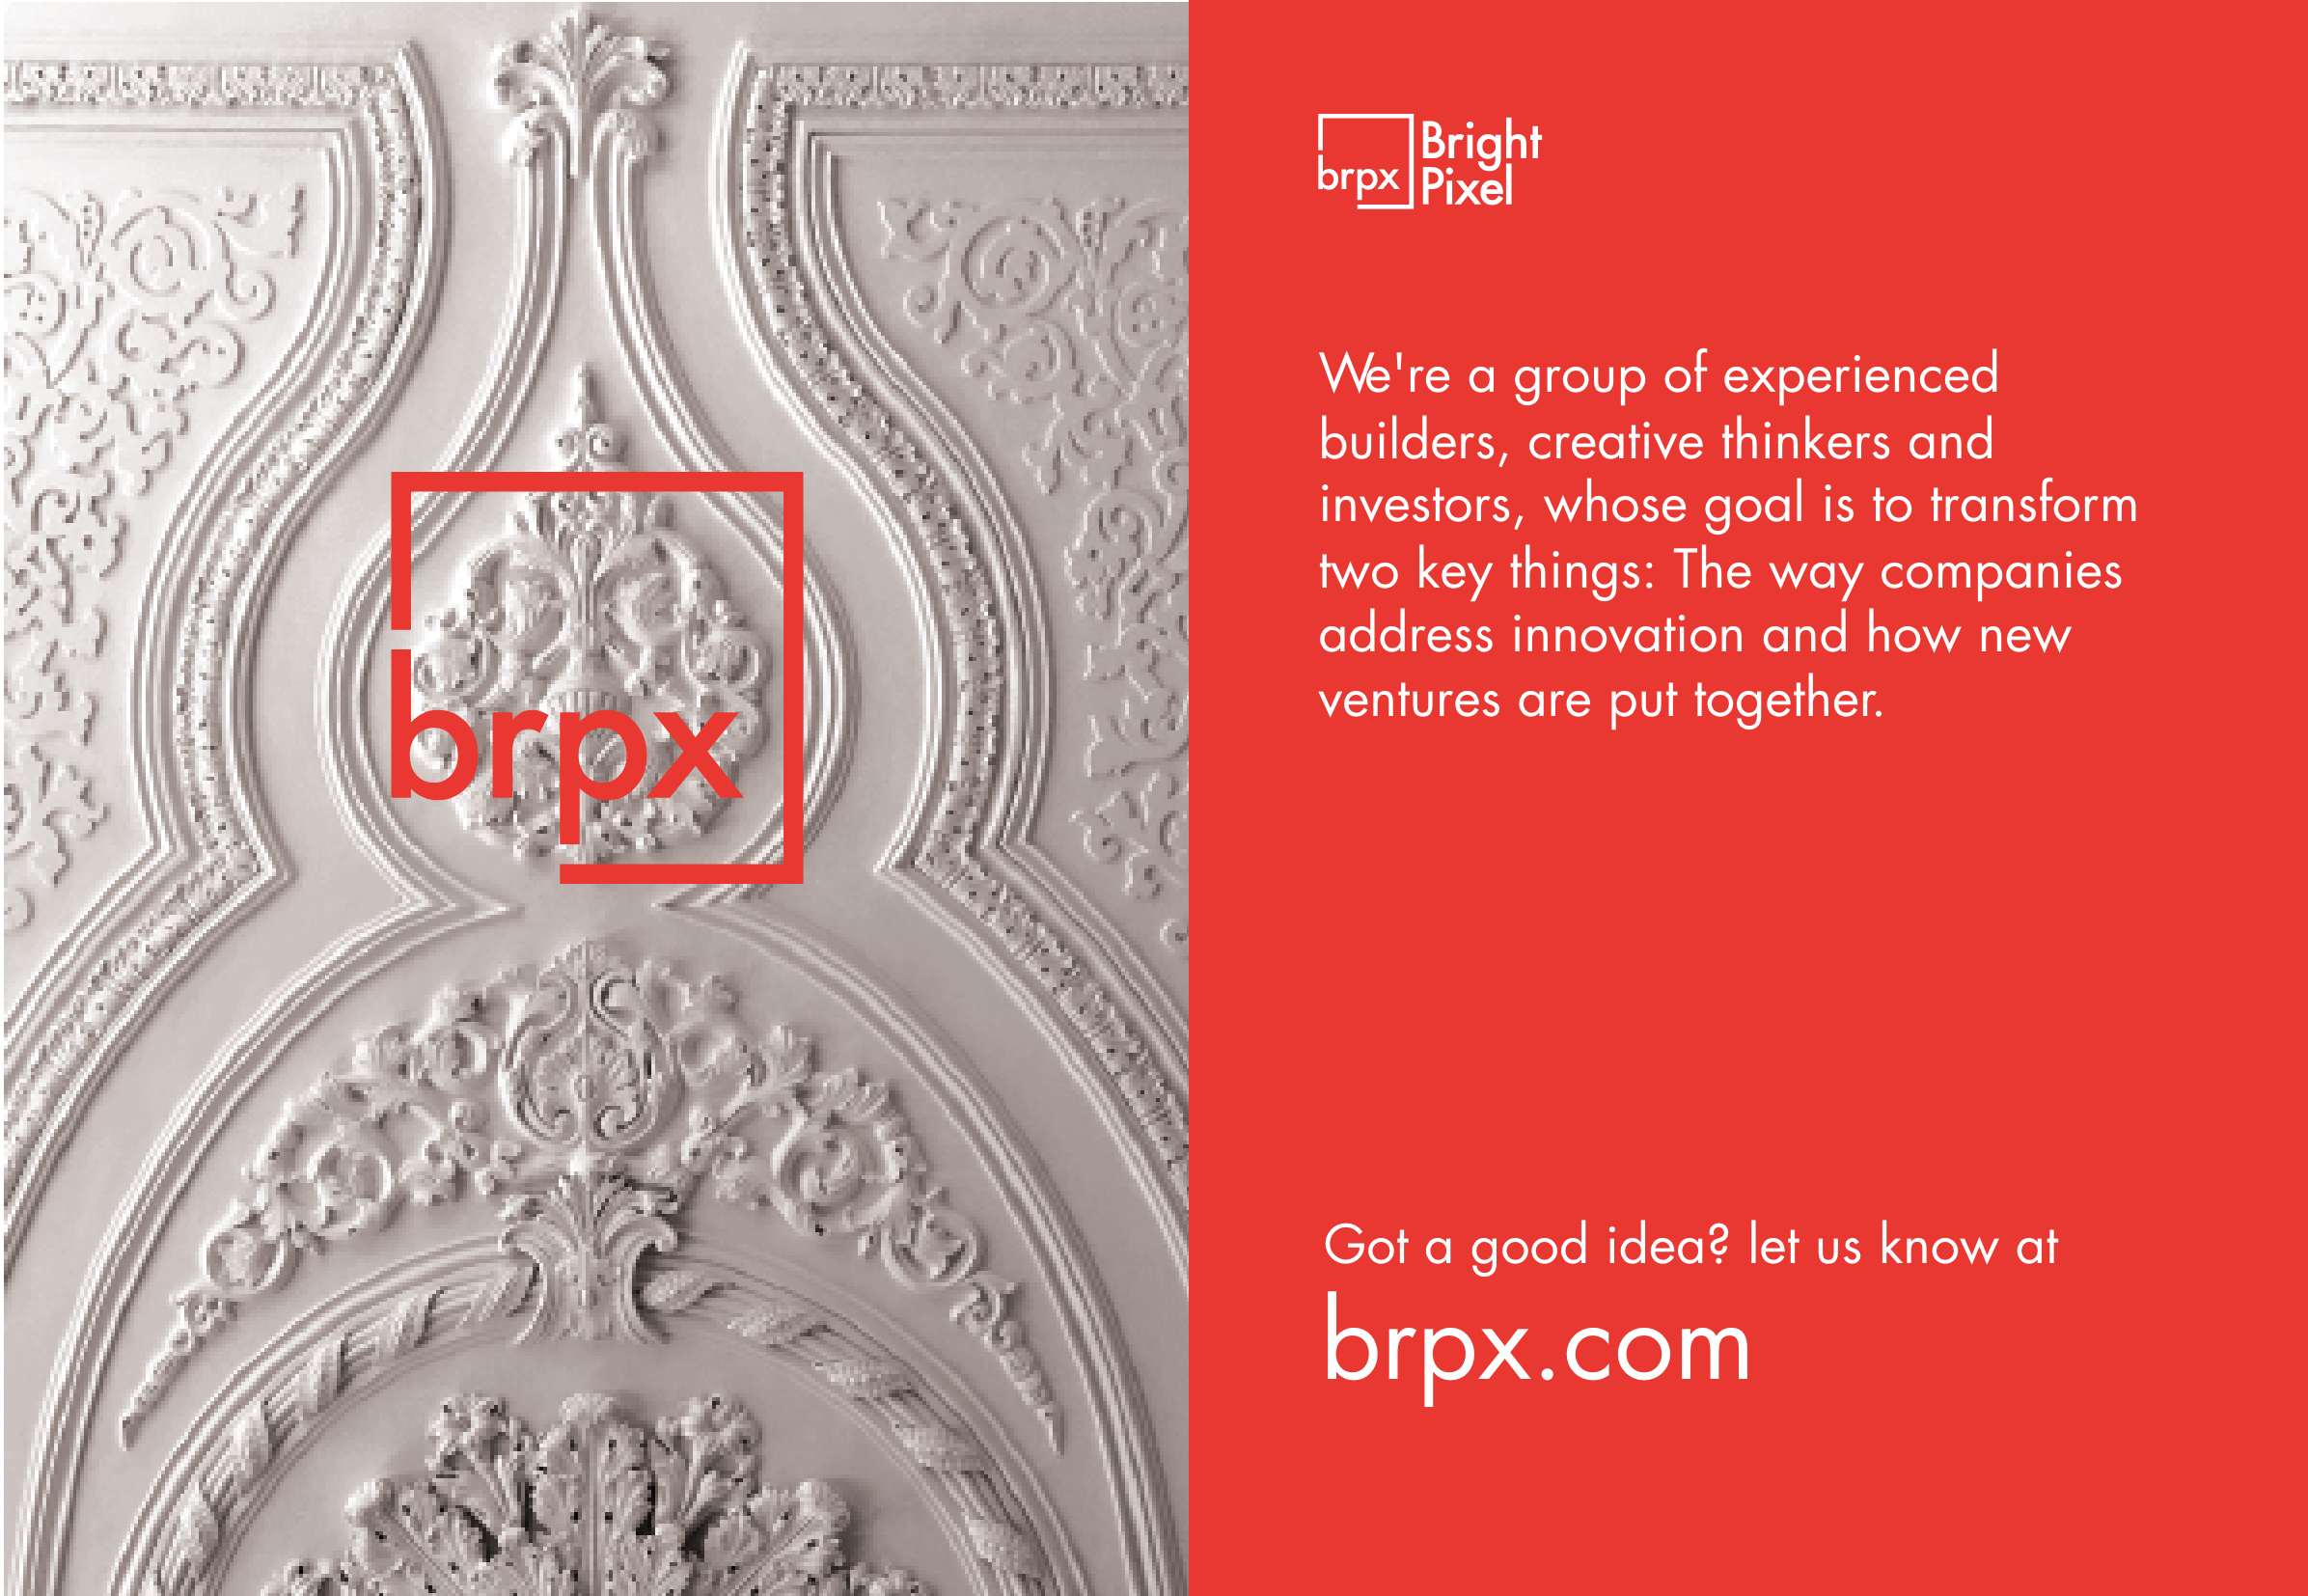 brpx
brpx
Bright
Pixel
We're a group of experienced
builders, creative thinkers and
investors, whose goal is to transform
two key things: The way companies
address innovation and how new
ventures are put together.
Got a good idea? let us know at
brpx.com